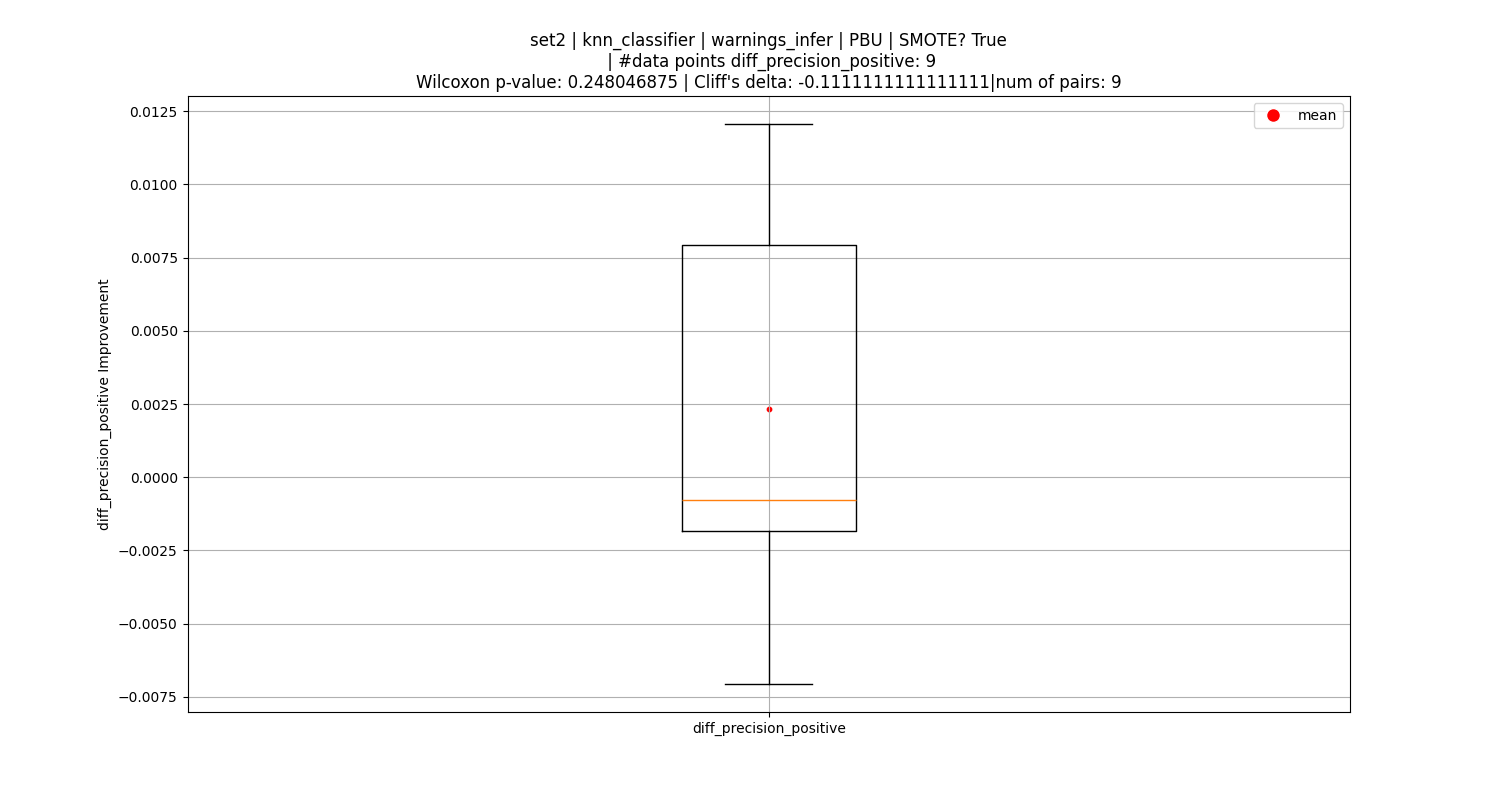 set2 | knn_classifier | warnings_infer | PBU | SMOTE? True
| #data points diff_precision_positive: 9
Wilcoxon p-value: 0.248046875 | Cliff's delta: -0.1111111111111111|num of pairs: 9
mean
0.0125
0.0100
0.0075
0.0050
0.0025
0.0000
−0.0025
−0.0050
−0.0075
diff_precision_positive Improvement
diff_precision_positive